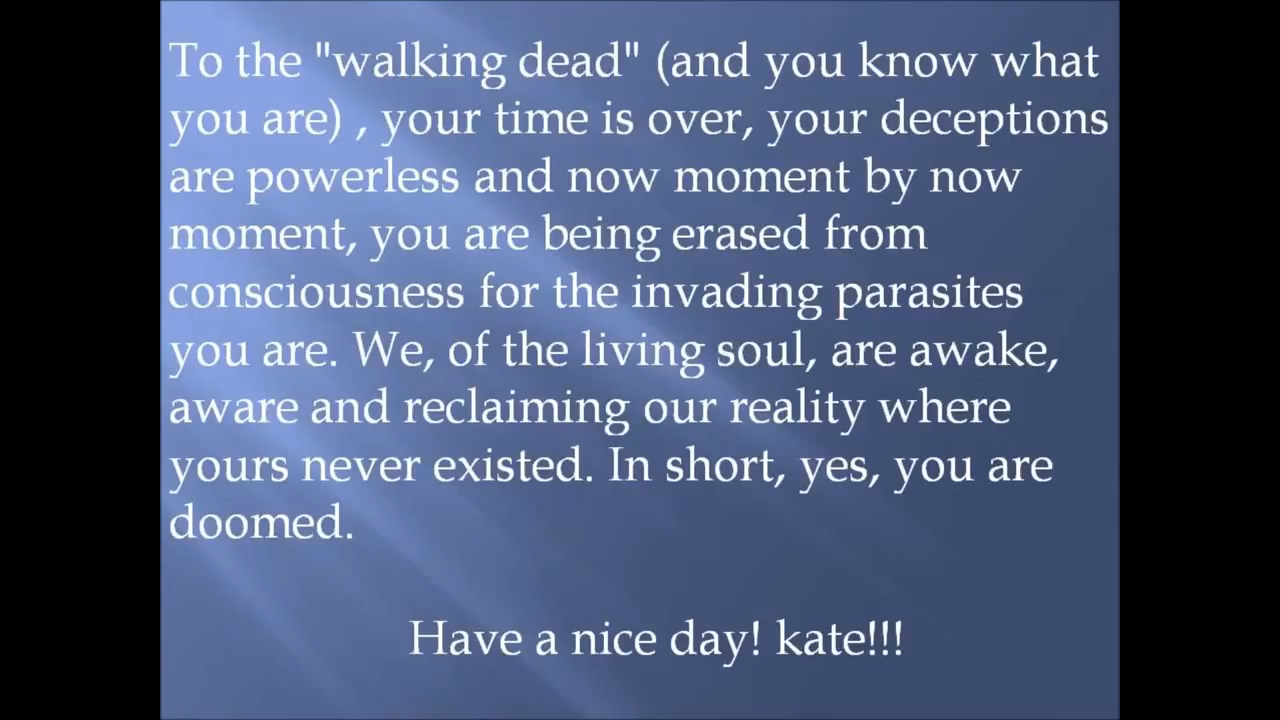 To the "walking dead" (and you know what
you are) , your time is over, your deceptions
are powerless and now moment by now
moment, you are being erased from
consciousness for the invading parasites
you are. We, of the living soul, are awake,
aware and reclaiming our reality where
yours never existed. In short, yes, you are
doomed.
Have a nice day! kate!!!